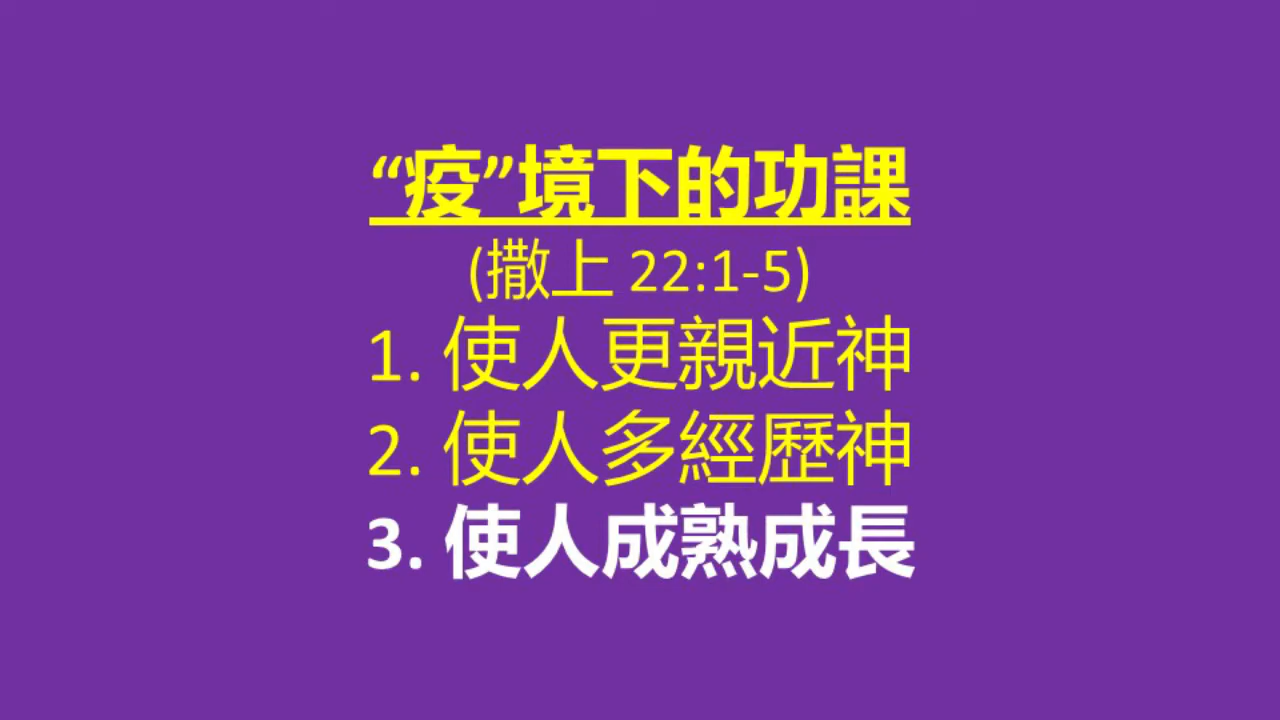 “疫”境下的功課
(撒上 22:1-5)
1. 使人更親近神
2. 使人多經歷神
3. 使人成熟成長